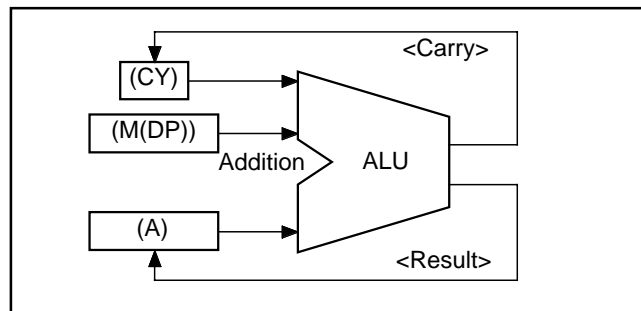 <Carry>
(CY)
(M(DP))
Addition
ALU
(A)
<Result>